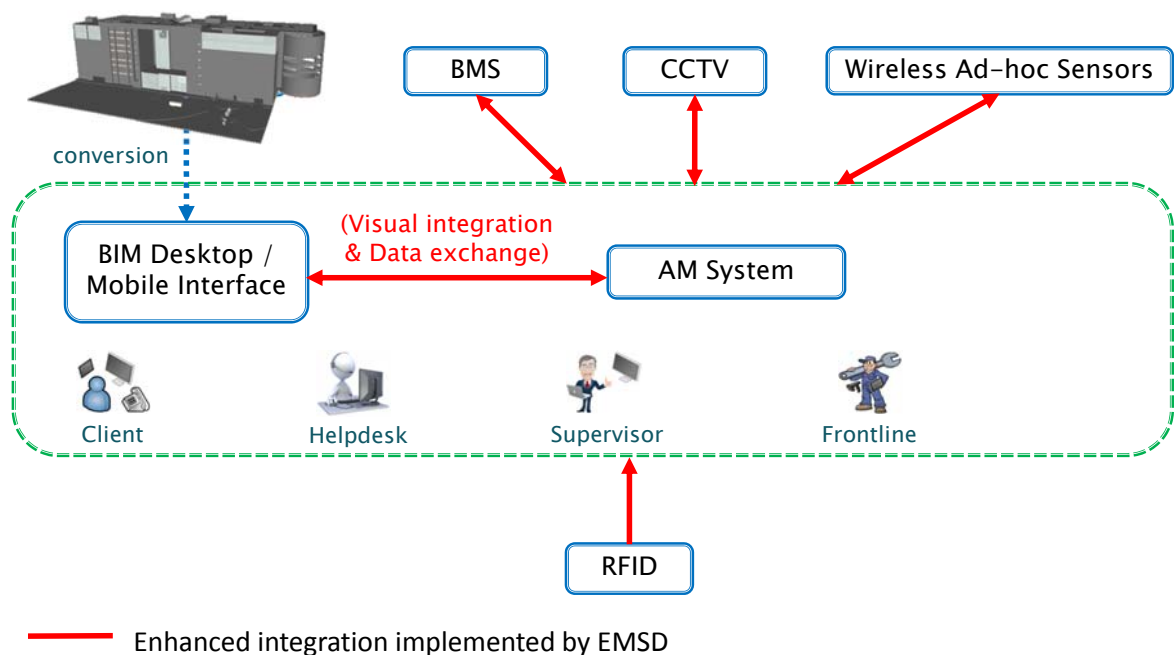 BMS
CCTV
Wireless Ad-hoc Sensors
conversion
(Visual integration
& Data exchange)
BIM Desktop /
Mobile Interface
AM System
Client
Helpdesk
Supervisor
Frontline
RFID
Enhanced integration implemented by EMSD